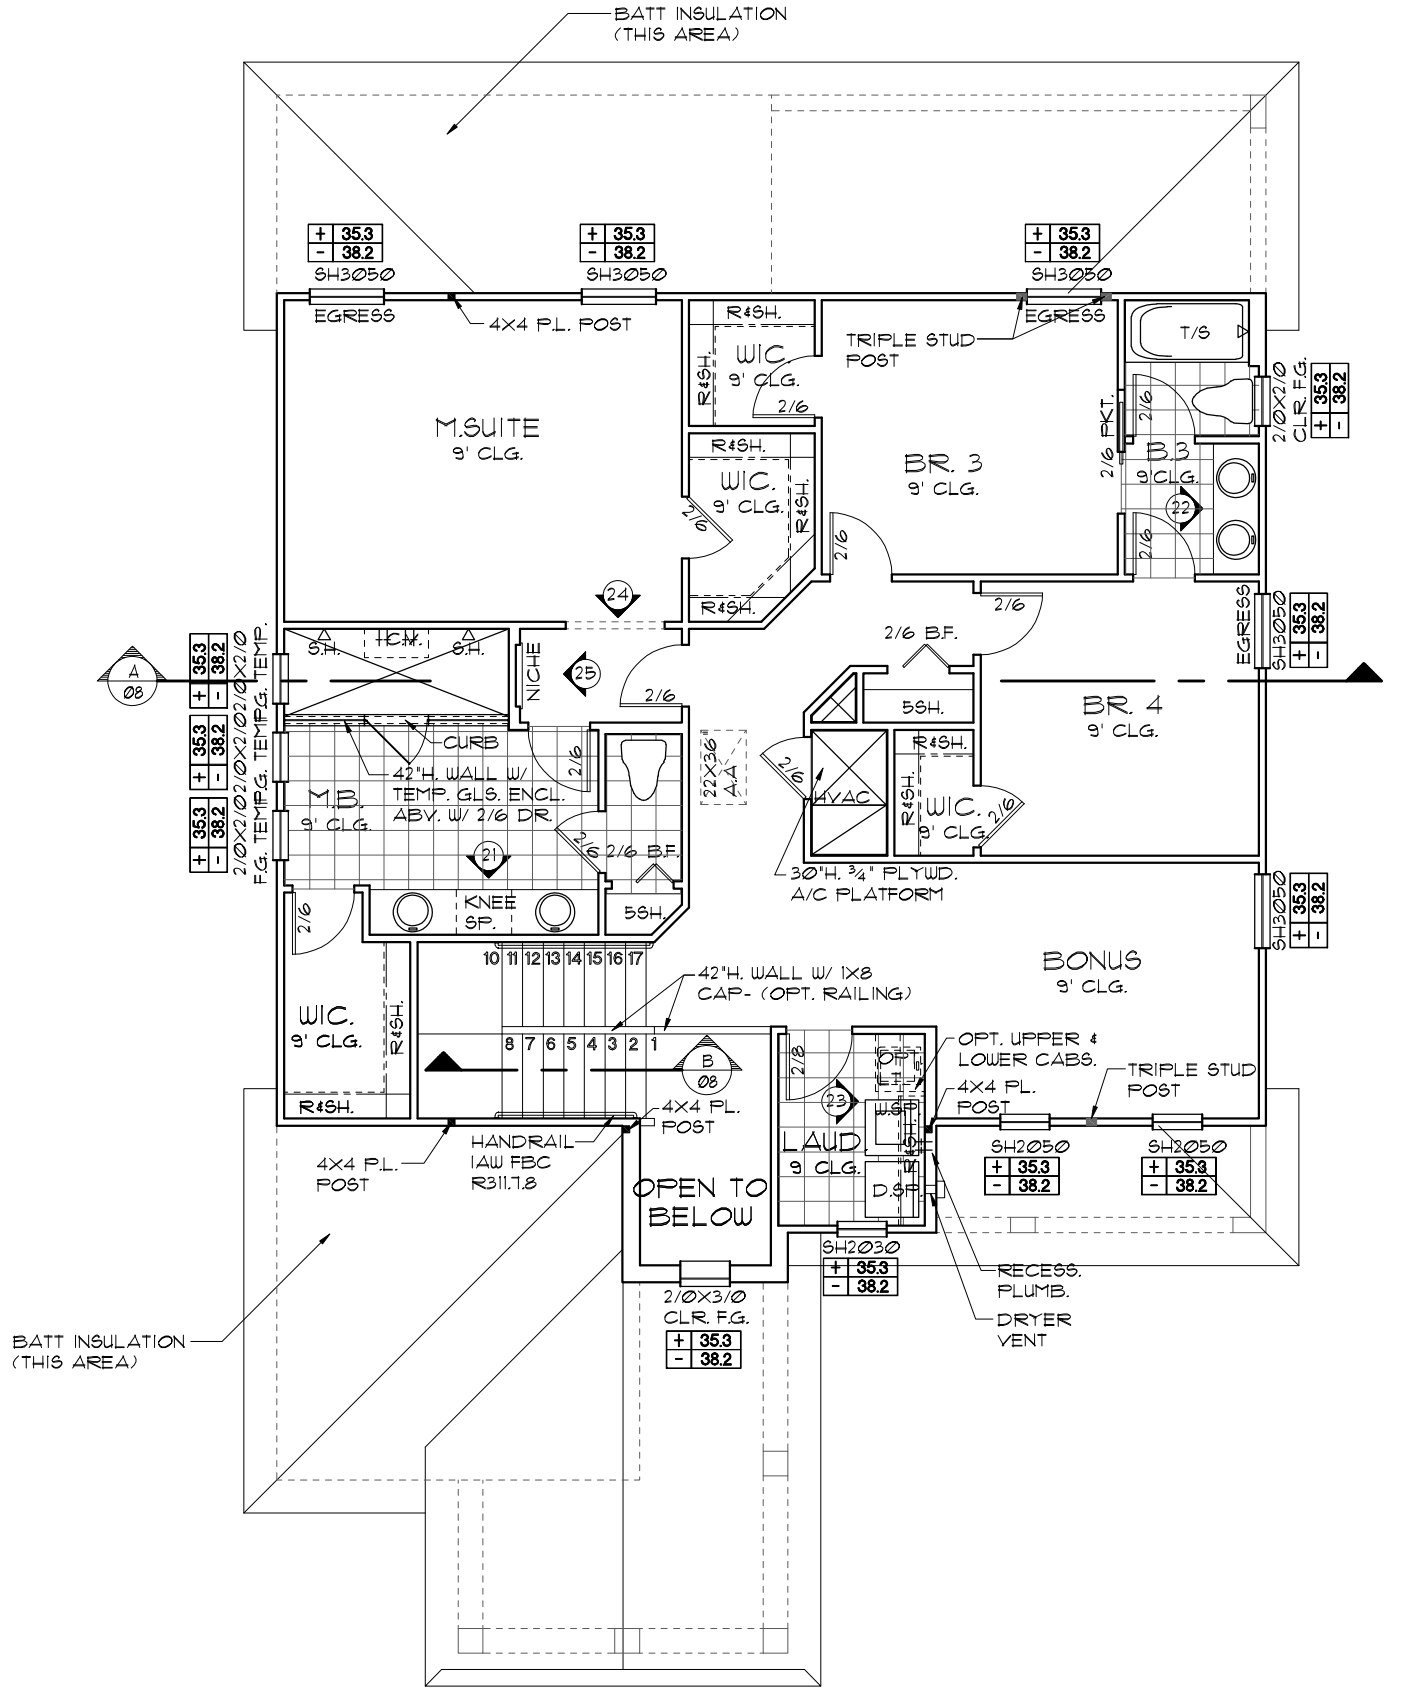 BATT INSULATION
(THIS AREA)
+ 35.3
- 38.2
SH3050
EGRESS
+ 35.3
- 38.2
SH3050
4X4 P.L. POST
+ 35.3
- 38.2
SH3050
EGRESS
TRIPLE STUD
POST
R&SH.
R&SH.
WIC.
9' CLG.
2/6
T/S
2/6
2/0X2/0
CLR. F.G.
+ 35.3
- 38.2
M.SUITE
9' CLG.
R&SH.
WIC.
9' CLG.
R&SH.
R&SH.
2/6
BR. 3
9' CLG.
2/6
2/6 PKT.
B.3
9' CLG.
22
2/6
24
2/6
2/6 B.F.
EGRESS
SH3050
+ 35.3
- 38.2
S.H.
H.C.M.
S.H.
NICHE
25
2/6
A
08
+ 35.3
- 38.2
+ 35.3
- 38.2
+ 35.3
- 38.2
2/0X2/0
2/0X2/0
2/0X2/0
F.G. TEMP.
F.G. TEMP.
F.G. TEMP.
5SH.
BR. 4
9' CLG.
CURB
42"H. WALL W/
TEMP. GLS. ENCL.
ABV. W/ 2/6 DR.
M.B.
9' CLG.
2/6
22X36
A.A
2/6
HVAC
R&SH.
R&SH.
WIC.
9' CLG.
2/6
21
2/6
2/6 B.F.
30"H. 3/4" PLYWD.
A/C PLATFORM
KNEE
SP.
5SH.
2/6
SH3050
+ 35.3
- 38.2
10 11 12 13 14 15 16 17
42"H. WALL W/ 1X8
CAP- (OPT. RAILING)
BONUS
9' CLG.
WIC.
9' CLG.
R&SH.
R&SH.
8 7 6 5 4 3 2 1
B
08
2/8
OPT. UPPER &
LOWER CABS.
23
W.SP.
4X4 PL.
POST
TRIPLE STUD
POST
4X4 PL.
POST
LAUD.
9' CLG.
R&SH.
D.SP.
HANDRAIL
IAW FBC
R311.7.8
4X4 P.L.
POST
SH2050
+ 35.3
- 38.2
SH2050
+ 35.3
- 38.2
OPEN TO
BELOW
SH2030
+ 35.3
- 38.2
RECESS.
PLUMB.
DRYER
VENT
2/0X3/0
CLR. F.G.
+ 35.3
- 38.2
BATT INSULATION
(THIS AREA)